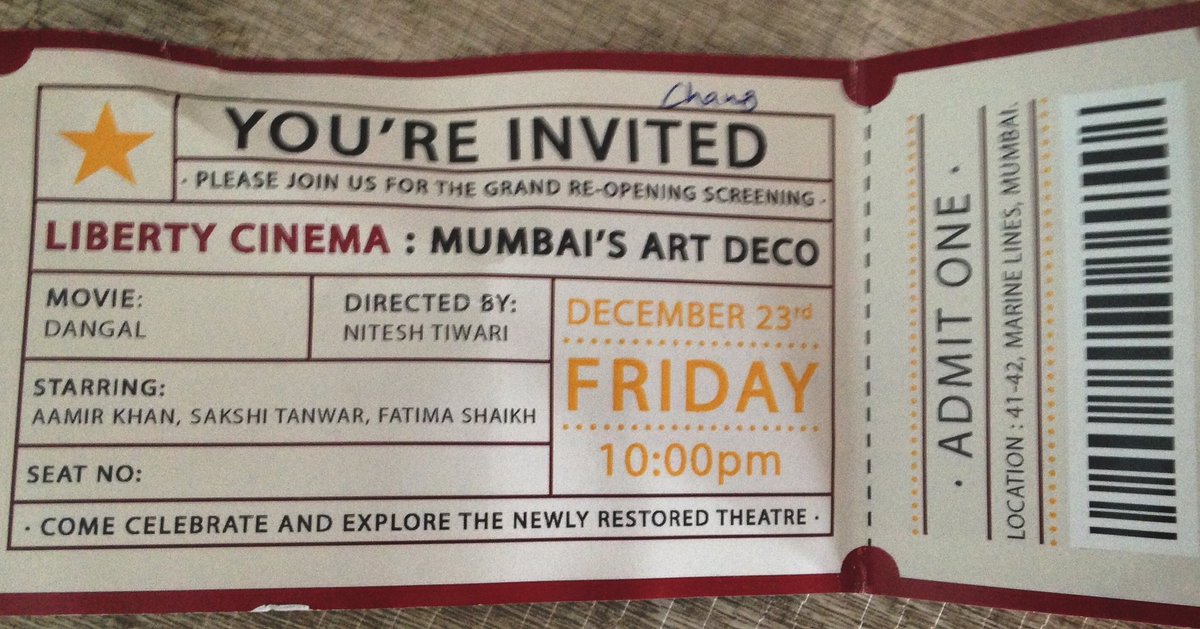 Chang
YOU'RE INVITED
· PLEASE JOIN US FOR THE GRAND RE-OPENING SCREENING ·
LIBERTY CINEMA : MUMBAI'S ART DECO
MOVIE:
DANGAL
DIRECTED BY:
NITESH TIWARI
STARRING:
AAMIR KHAN, SAKSHI TANWAR, FATIMA SHAIKH
SEAT NO:
DECEMBER 23rd
FRIDAY
10:00pm
· COME CELEBRATE AND EXPLORE THE NEWLY RESTORED THEATRE ·
· ADMIT ONE ·
LOCATION : 41-42, MARINE LINES, MUMBAI.